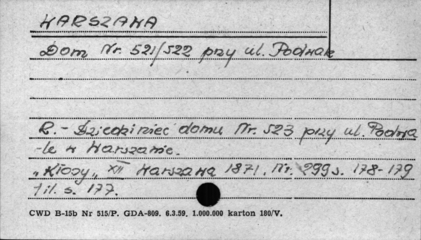 WARSZAWA
Dom Nr. 521/522 przy ul. Podwale
R. - Dziedziniec domu Nr. 523 przy ul. Podwa
-le w Warszawie.
„Kłosy" XII Warszawa 1871. Nr. 299 s. 178-179
1 il. s. 177.
CWD B-15b Nr 515/P. GDA-809. 6.3.59. 1.000.000 karton 180/V.